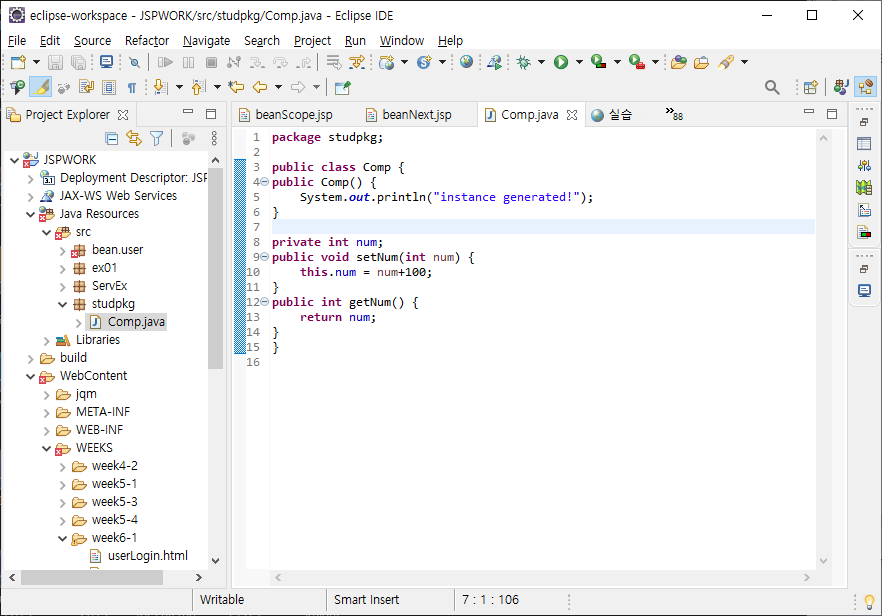 eclipse-workspace - JSPWORK/src/studpkg/Comp.java - Eclipse IDE
File Edit Source Refactor Navigate Search Project Run Window Help
Project Explorer
beanScope.jsp beanNext.jsp Comp.java 실습 »88
JSPWORK
Deployment Descriptor: JSF
JAX-WS Web Services
Java Resources
src
bean.user
ex01
ServEx
studpkg
Comp.java
Libraries
build
WebContent
jqm
META-INF
WEB-INF
WEEKS
week4-2
week5-1
week5-3
week5-4
week6-1
userLogin.html
1 package studpkg;
2
3 public class Comp {
4 public Comp() {
5 System.out.println("instance generated!");
6 }
7
8 private int num;
9 public void setNum(int num) {
10 this.num = num+100;
11 }
12 public int getNum() {
13 return num;
14 }
15 }
16
Writable Smart Insert 7 : 1 : 106